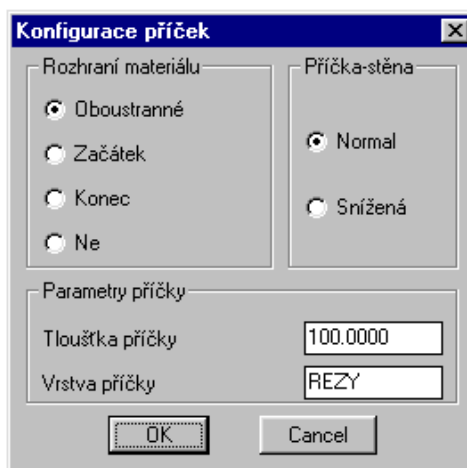 Konfigurace příček
Rozhraní materiálu
Oboustranné
Začátek
Konec
Ne
Příčka-stěna
Normal
Snížená
Parametry příčky
Tloušťka příčky 100.0000
Vrstva příčky REZY
OK Cancel